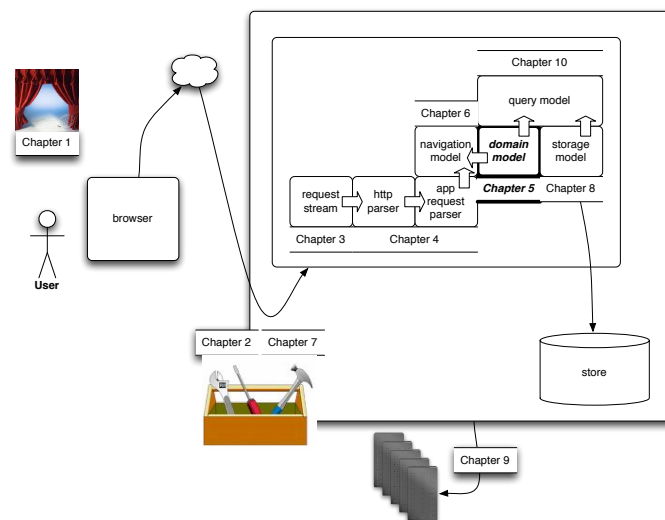 Chapter 10
query model
Chapter 6
Chapter 1
navigation
model
domain
model
storage
model
browser
request
stream
http
parser
app
request
parser
Chapter 5
Chapter 8
Chapter 3
Chapter 4
User
Chapter 2
Chapter 7
store
Chapter 9